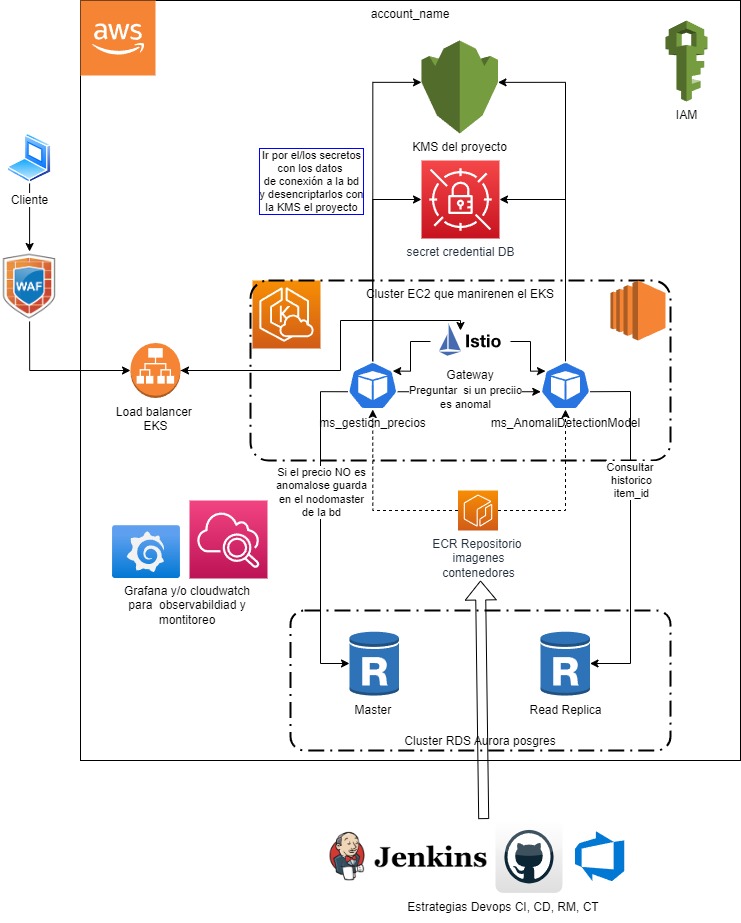 account_name
aws
IAM
KMS del proyecto
Ir por el/los secretos
con los datos
de conexión a la bd
y desencriptarlos con
la KMS el proyecto
Cliente
WAF
secret credential DB
Cluster EC2 que manirenen el EKS
K
Istio
Gateway
Preguntar si un preciio
es anomal
Load balancer
EKS
ms_gestion_precios
ms_AnomaliDetectionModel
Si el precio NO es
anomalose guarda
en el nodomaster
de la bd
Consultar
historico
item_id
ECR Repositorio
imagenes
contenedores
Grafana y/o cloudwatch
para observabildiad y
montitoreo
R
R
Master
Read Replica
Cluster RDS Aurora posgres
Jenkins
Estrategias Devops CI, CD, RM, CT